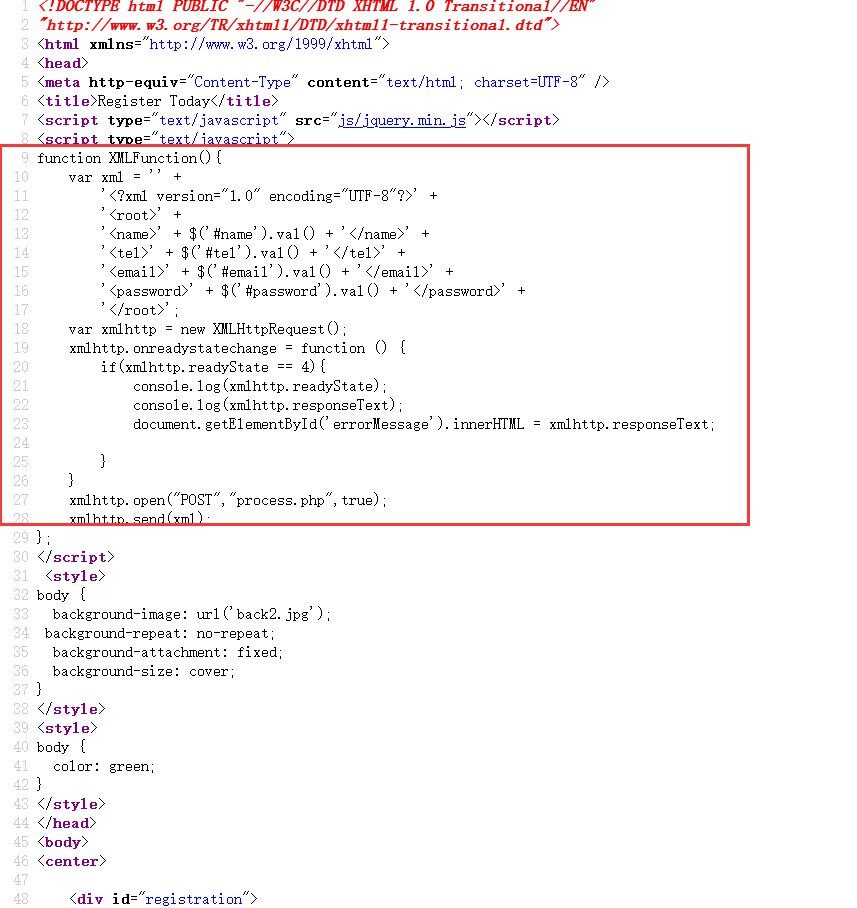 1 <!DOCTYPE html PUBLIC "-//W3C//DTD XHTML 1.0 Transitional//EN"
2 "http://www.w3.org/TR/xhtml1/DTD/xhtml1-transitional.dtd">
3 <html xmlns="http://www.w3.org/1999/xhtml">
4 <head>
5 <meta http-equiv="Content-Type" content="text/html; charset=UTF-8" />
6 <title>Register Today</title>
7 <script type="text/javascript" src="js/jquery.min.js"></script>
8 <script type="text/javascript">
9 function XMLFunction(){
10     var xml = '' +
11         '<?xml version="1.0" encoding="UTF-8"?>' +
12         '<root>' +
13         '<name>' + $('#name').val() + '</name>' +
14         '<tel>' + $('#tel').val() + '</tel>' +
15         '<email>' + $('#email').val() + '</email>' +
16         '<password>' + $('#password').val() + '</password>' +
17         '</root>';
18     var xmlhttp = new XMLHttpRequest();
19     xmlhttp.onreadystatechange = function () {
20         if(xmlhttp.readyState == 4){
21             console.log(xmlhttp.readyState);
22             console.log(xmlhttp.responseText);
23             document.getElementById('errorMessage').innerHTML = xmlhttp.responseText;
24
25         }
26     }
27     xmlhttp.open("POST","process.php",true);
28     xmlhttp.send(xml);
29 };
30 </script>
31  <style>
32 body {
33   background-image: url('back2.jpg');
34  background-repeat: no-repeat;
35   background-attachment: fixed;
36   background-size: cover;
37 }
38 </style>
39 <style>
40 body {
41   color: green;
42 }
43 </style>
44 </head>
45 <body>
46 <center>
47
48     <div id="registration">